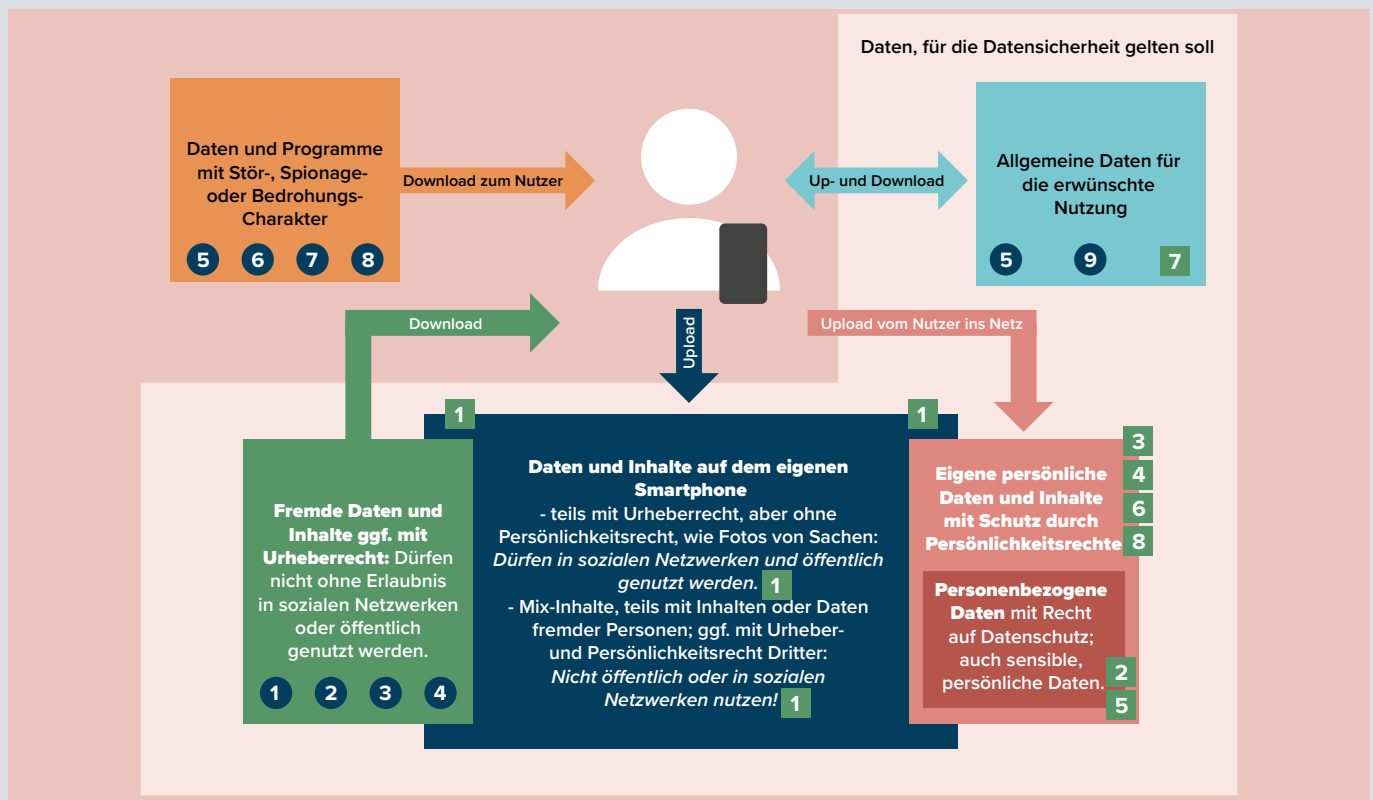 Daten, für die Datensicherheit gelten soll
Daten und Programme
mit Stör-, Spionage-
oder Bedrohungs-
Charakter
5 6 7 8
Download zum Nutzer
Up- und Download
Allgemeine Daten für
die erwünschte
Nutzung
5 9 7
Download
Upload
Upload vom Nutzer ins Netz
1
1
Fremde Daten und
Inhalte ggf. mit
Urheberrecht: Dürfen
nicht ohne Erlaubnis
in sozialen Netzwerken
oder öffentlich
genutzt werden.
1 2 3 4
Daten und Inhalte auf dem eigenen
Smartphone
- teils mit Urheberrecht, aber ohne
Persönlichkeitsrecht, wie Fotos von Sachen:
Dürfen in sozialen Netzwerken und öffentlich
genutzt werden. 1
- Mix-Inhalte, teils mit Inhalten oder Daten
fremder Personen; ggf. mit Urheber-
und Persönlichkeitsrecht Dritter:
Nicht öffentlich oder in sozialen
Netzwerken nutzen! 1
Eigene persönliche
Daten und Inhalte
mit Schutz durch
Persönlichkeitsrechte
3
4
6
8
Personenbezogene
Daten mit Recht
auf Datenschutz;
auch sensible,
persönliche Daten.
2
5